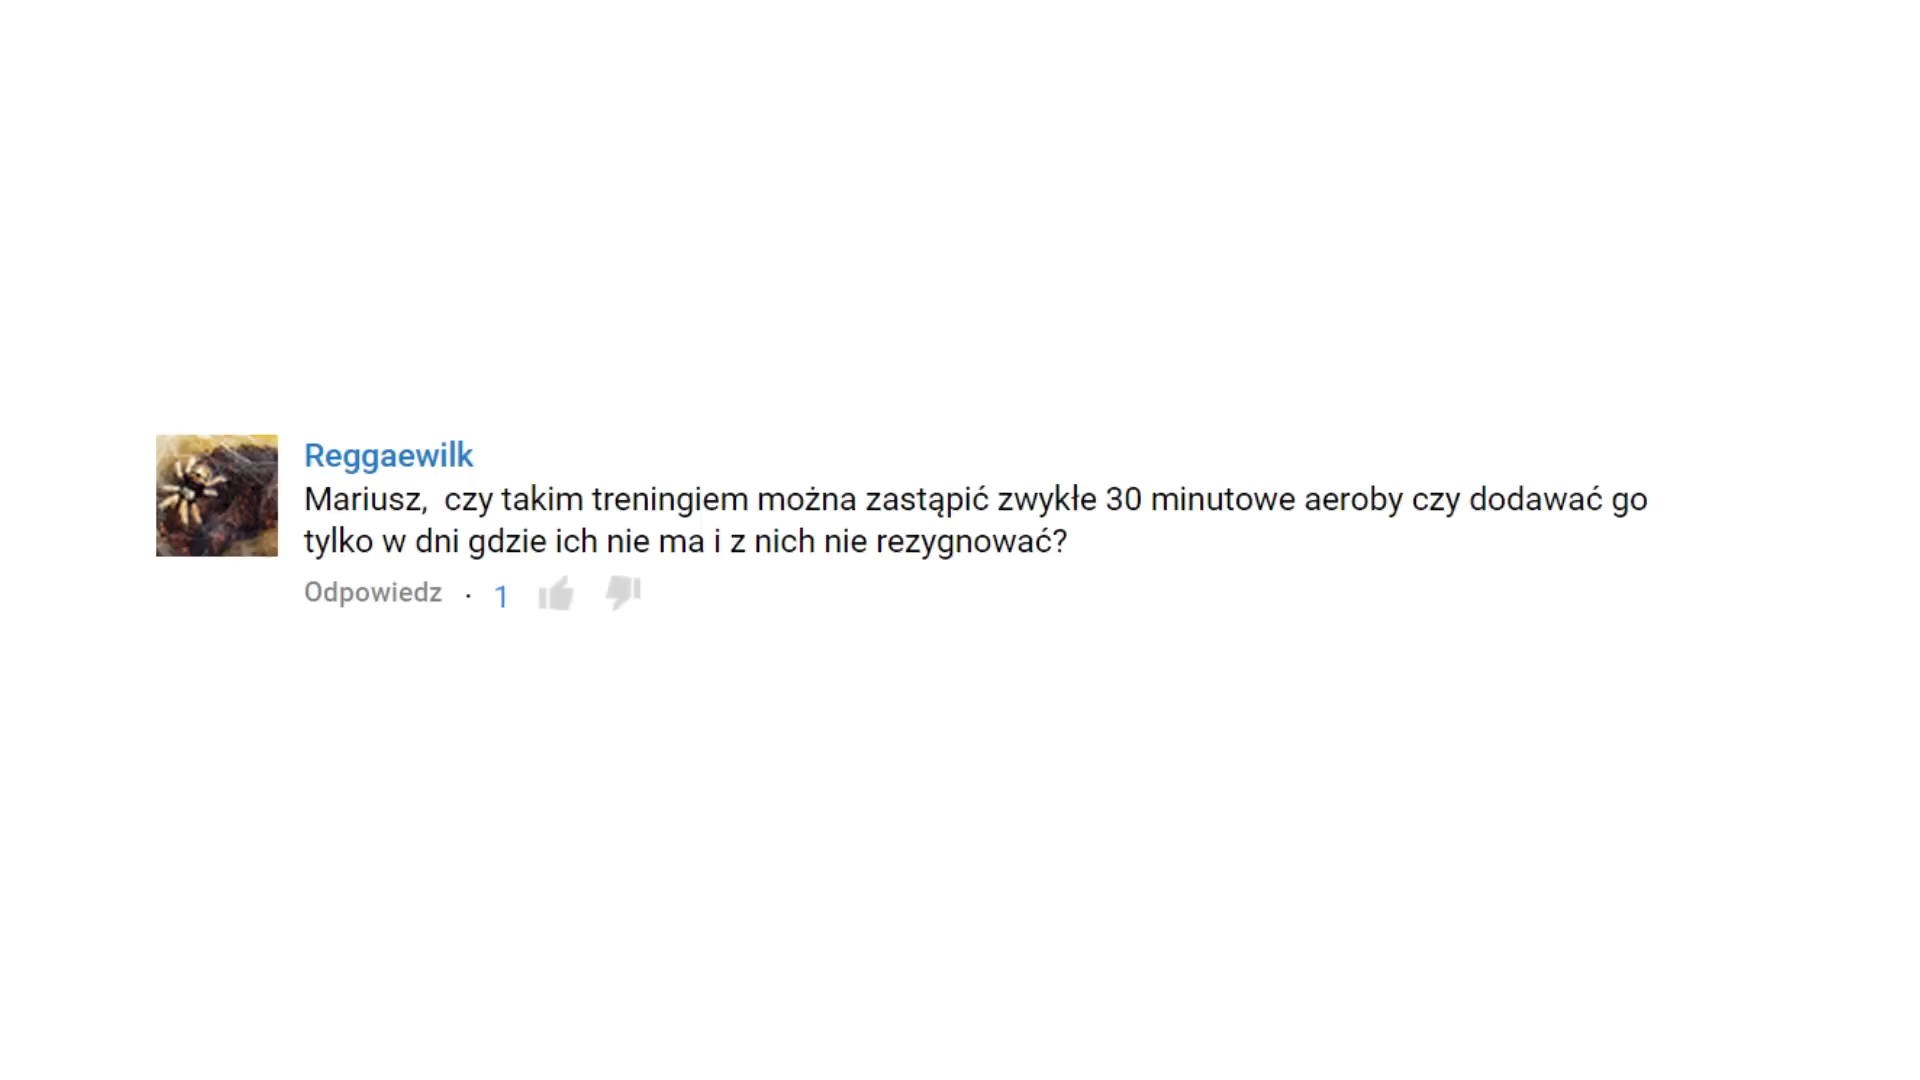 Reggaewilk
Mariusz,  czy takim treningiem można zastąpić zwykłe 30 minutowe aeroby czy dodawać go
tylko w dni gdzie ich nie ma i z nich nie rezygnować?
Odpowiedz · 1